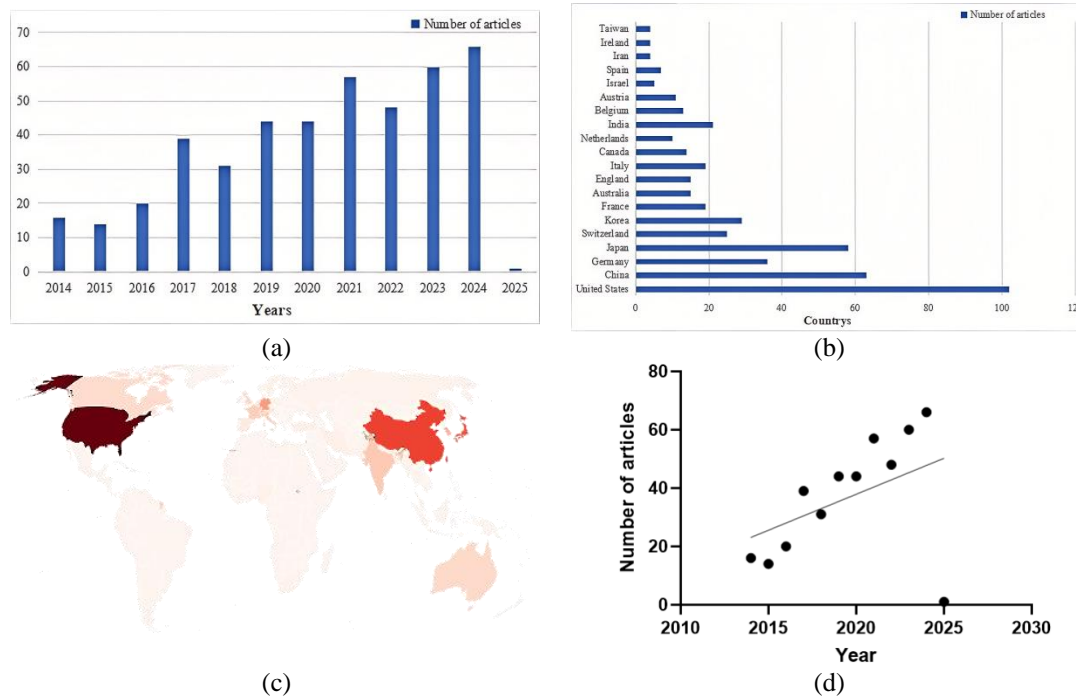 Number of articles
70
60
50
40
30
20
10
0
2014 2015 2016 2017 2018 2019 2020 2021 2022 2023 2024 2025
Years
(a)
Number of articles
Taiwan
Ireland
Iran
Spain
Israel
Austria
Belgium
India
Netherlands
Canada
Italy
England
Australia
France
Korea
Switzerland
Japan
Germany
China
United States
0 20 40 60 80 100 12
Countrys
(b)
(c)
Number of articles
80
60
40
20
0
2010 2015 2020 2025 2030
Year
(d)